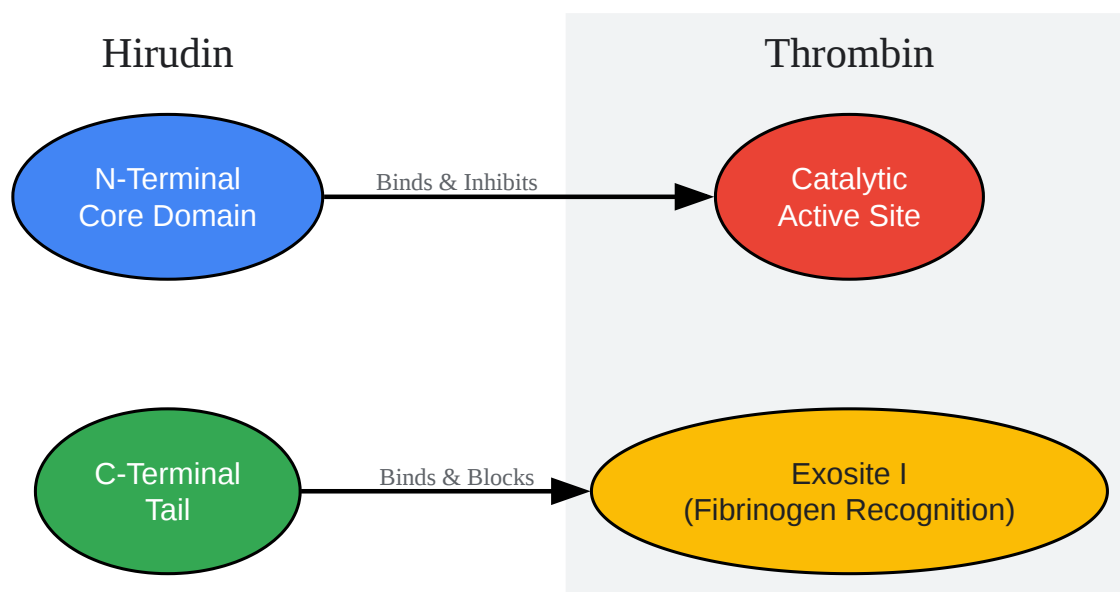 Hirudin
Thrombin
N-Terminal
Core Domain
Binds & Inhibits
Catalytic
Active Site
C-Terminal
Tail
Binds & Blocks
Exosite I
(Fibrinogen Recognition)